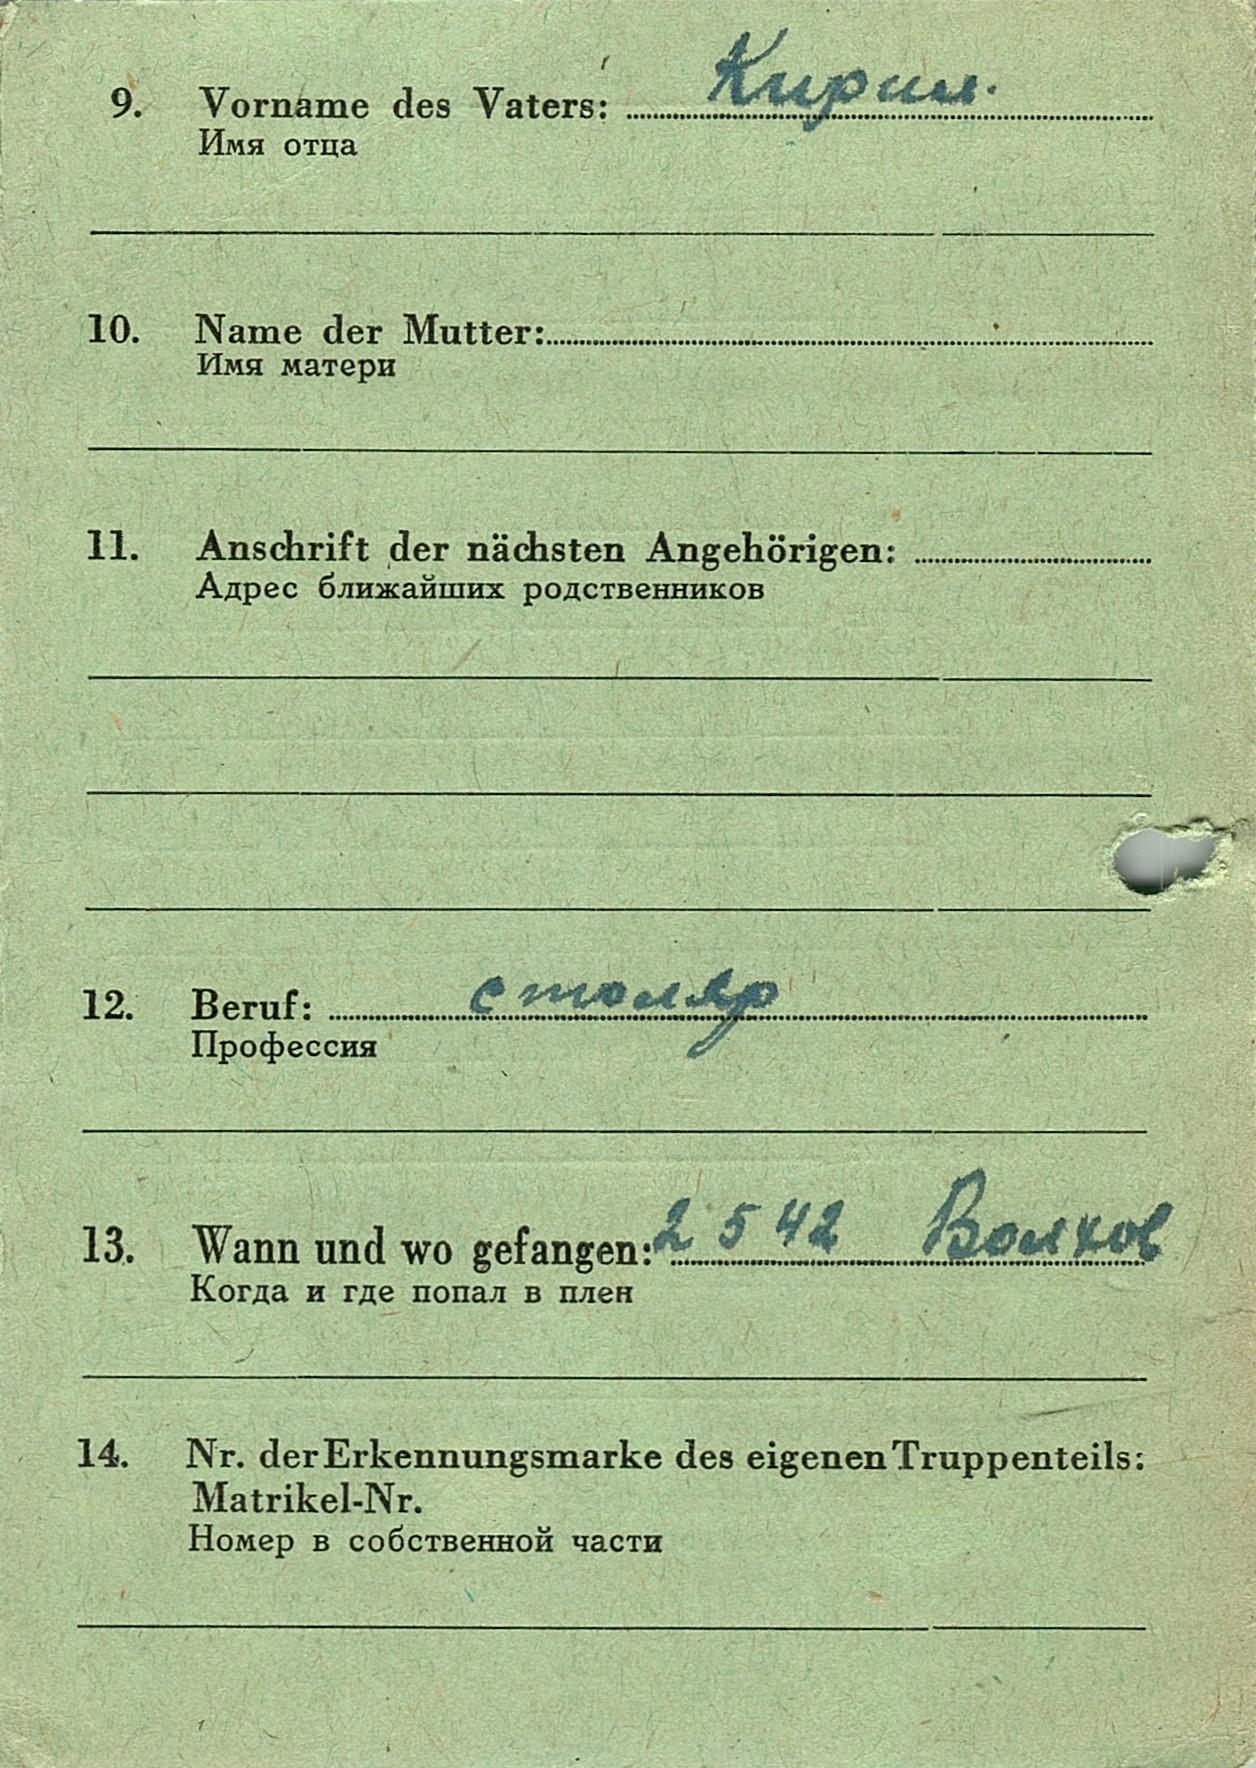 9. Vorname des Vaters: Кирил.
Имя отца
10. Name der Mutter:
Имя матери
11. Anschrift der nächsten Angehörigen:
Адрес ближайших родственников
12. Beruf: столяр
Профессия
13. Wann und wo gefangen: 2 5 42 Волхов
Когда и где попал в плен
14. Nr. der Erkennungsmarke des eigenen Truppenteils:
Matrikel-Nr.
Номер в собственной части